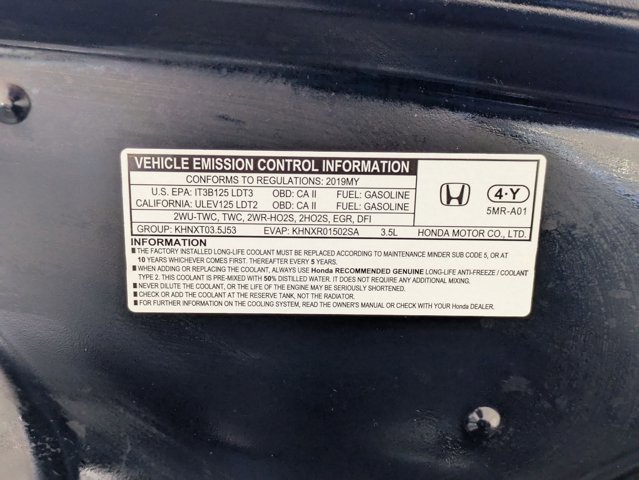 VEHICLE EMISSION CONTROL INFORMATION
CONFORMS TO REGULATIONS: 2019MY
U.S. EPA: IT3B125 LDT3 OBD: CA II FUEL: GASOLINE
CALIFORNIA: ULEV125 LDT2 OBD: CA II FUEL: GASOLINE
2WU-TWC, TWC, 2WR-HO2S, 2HO2S, EGR, DFI
4·Y
5MR-A01
GROUP: KHNXT03.5J53 EVAP: KHNXR01502SA 3.5L HONDA MOTOR CO., LTD.
INFORMATION
■ THE FACTORY INSTALLED LONG-LIFE COOLANT MUST BE REPLACED ACCORDING TO MAINTENANCE MINDER SUB CODE 5, OR AT
10 YEARS WHICHEVER COMES FIRST. THEREAFTER EVERY 5 YEARS.
■ WHEN ADDING OR REPLACING THE COOLANT, ALWAYS USE Honda RECOMMENDED GENUINE LONG-LIFE ANTI-FREEZE / COOLANT
TYPE 2. THIS COOLANT IS PRE-MIXED WITH 50% DISTILLED WATER. IT DOES NOT REQUIRE ANY ADDITIONAL MIXING.
■ NEVER DILUTE THE COOLANT, OR THE LIFE OF THE ENGINE MAY BE SERIOUSLY SHORTENED.
■ CHECK OR ADD THE COOLANT AT THE RESERVE TANK, NOT THE RADIATOR.
■ FOR FURTHER INFORMATION ON THE COOLING SYSTEM, READ THE OWNER'S MANUAL OR CHECK WITH YOUR Honda DEALER.